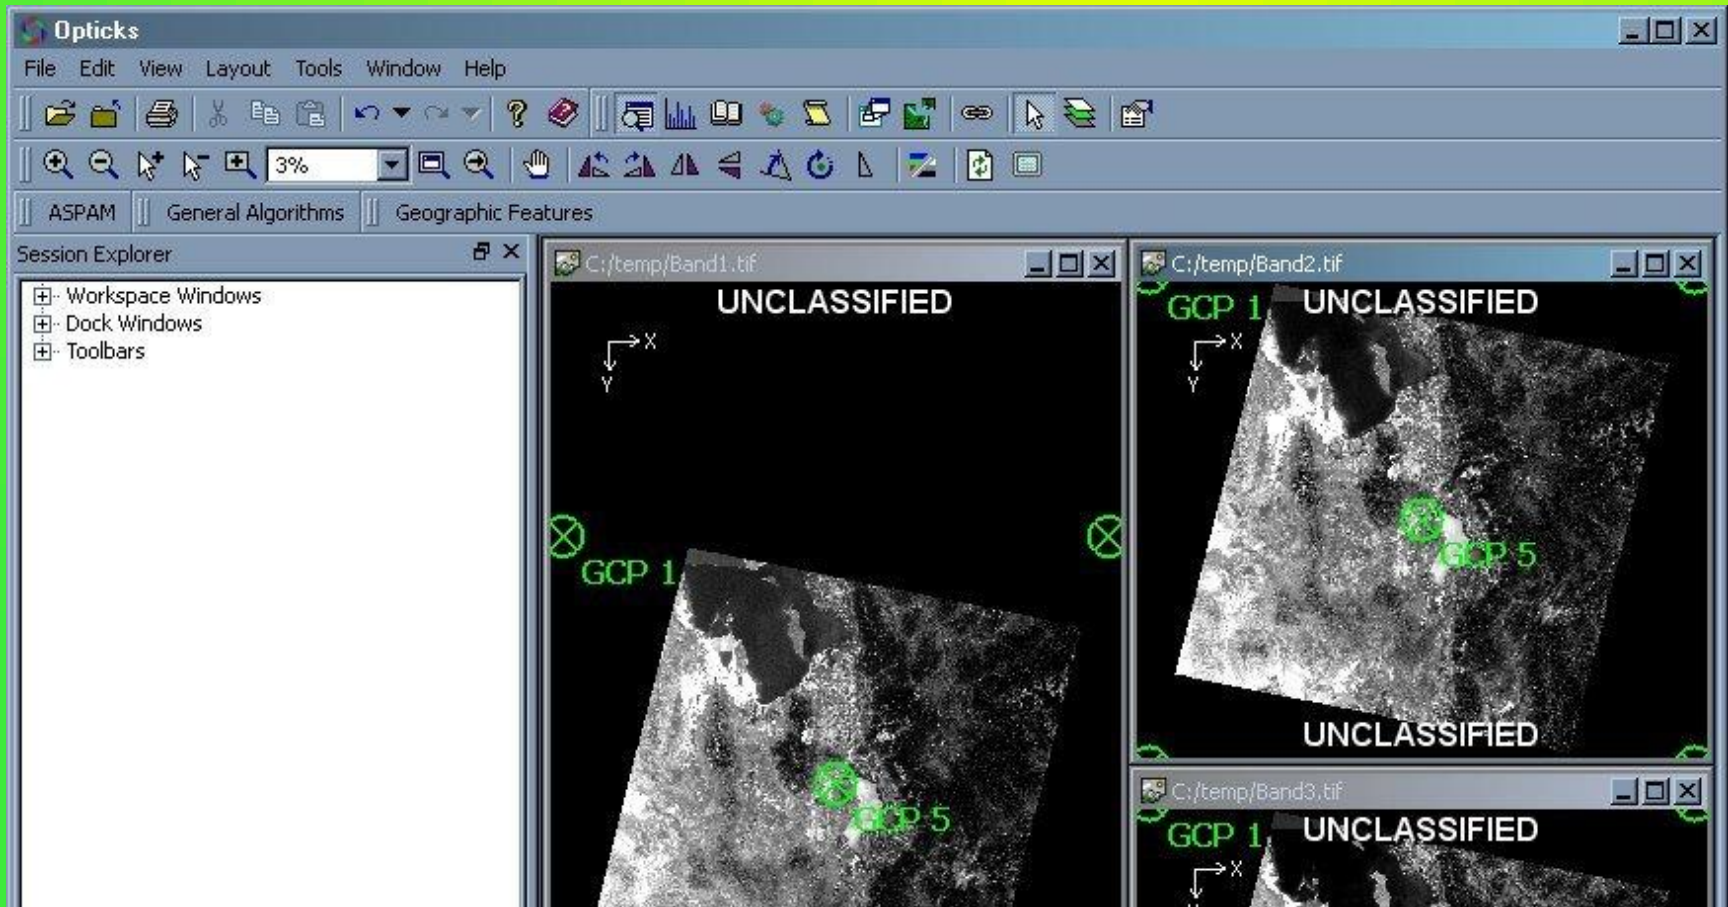 Opticks
File Edit View Layout Tools Window Help
3%
ASPAM General Algorithms Geographic Features
Session Explorer
Workspace Windows
Dock Windows
Toolbars
C:/temp/Band1.tif
UNCLASSIFIED
X
Y
GCP 1
GCP 5
C:/temp/Band2.tif
GCP 1 UNCLASSIFIED
X
Y
GCP 5
UNCLASSIFIED
C:/temp/Band3.tif
GCP 1 UNCLASSIFIED
X